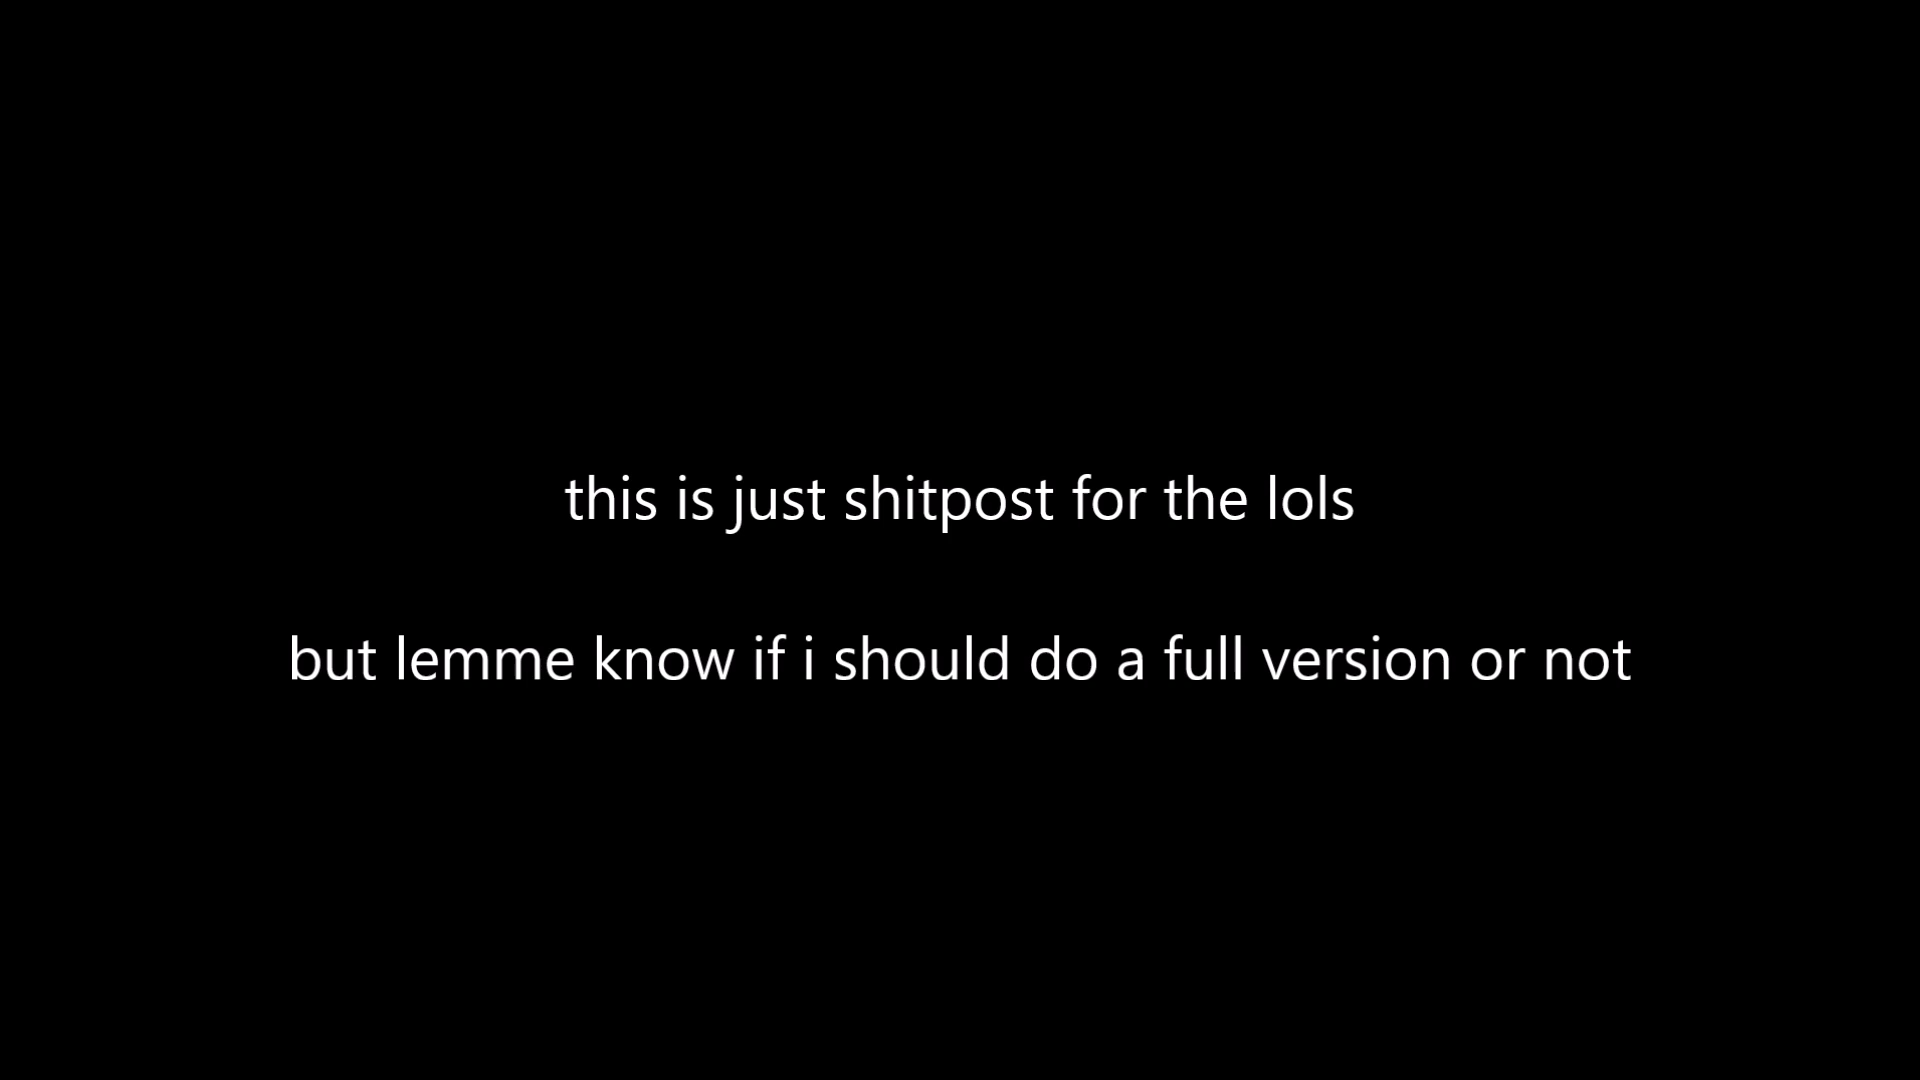 this is just shitpost for the lols
but lemme know if i should do a full version or not